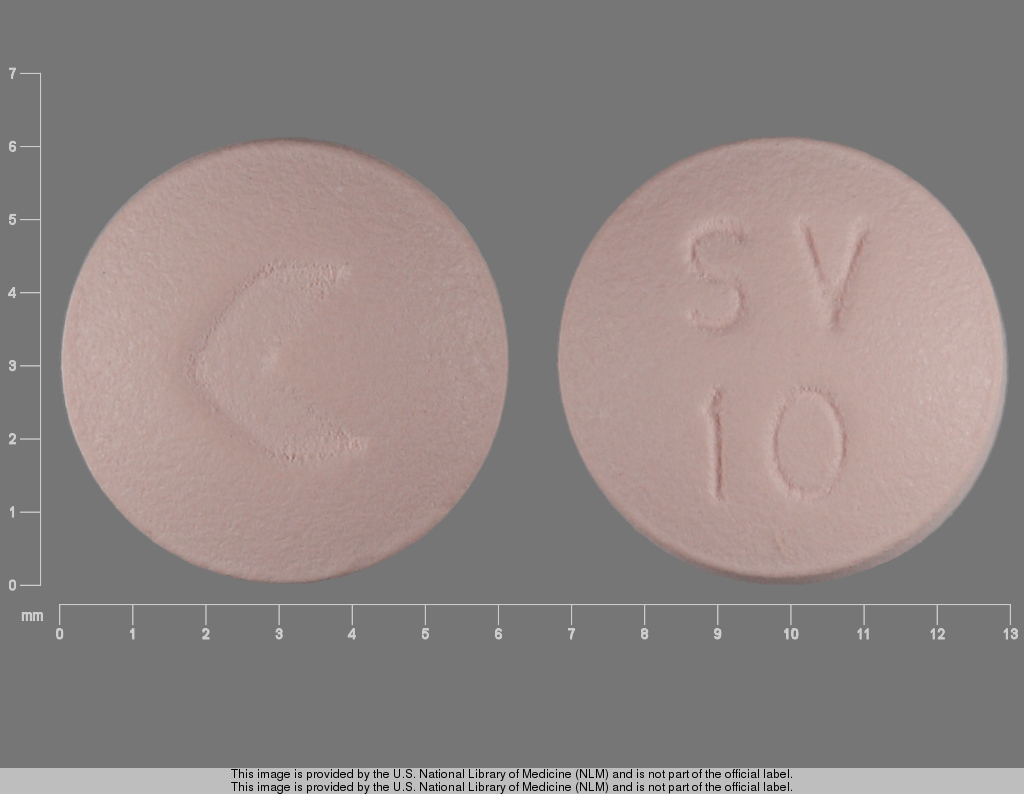 7
6
5
4
3
2
1
0
mm
0 1 2 3 4 5 6 7 8 9 10 11 12 13
C
SV
10
This image is provided by the U.S. National Library of Medicine (NLM) and is not part of the official label.
This image is provided by the U.S. National Library of Medicine (NLM) and is not part of the official label.